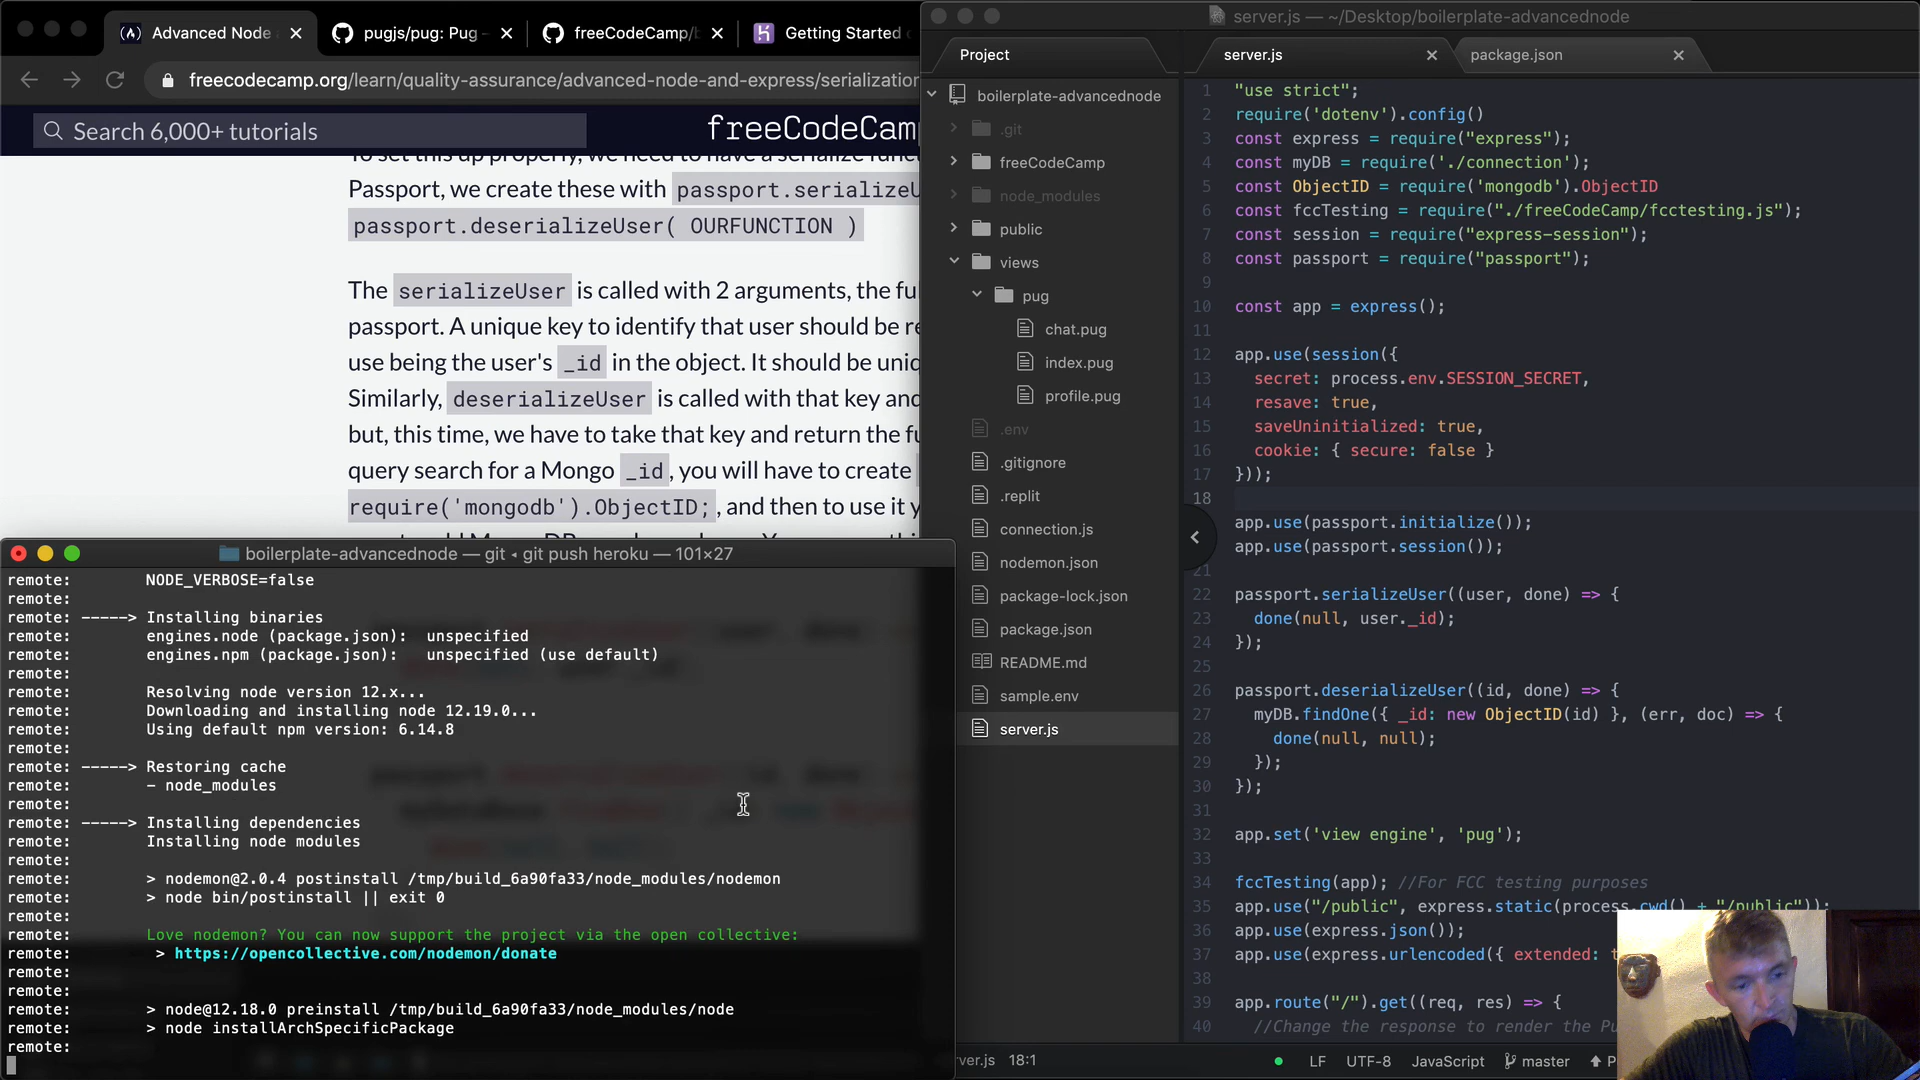 Advanced Node
pugjs/pug: Pug -
freeCodeCamp/b
Getting Started o
freecodecamp.org/learn/quality-assurance/advanced-node-and-express/serialization
Search 6,000+ tutorials
freeCodeCamp
To set this up properly, we need to have a serialize func
Passport, we create these with passport.serializeU
passport.deserializeUser( OURFUNCTION )
The serializeUser is called with 2 arguments, the ful
passport. A unique key to identify that user should be re
use being the user's _id in the object. It should be uniq
Similarly, deserializeUser is called with that key and
but, this time, we have to take that key and return the fu
query search for a Mongo _id, you will have to create
require('mongodb').ObjectID;, and then to use it y
boilerplate-advancednode — git ◂ git push heroku — 101×27
remote: NODE_VERBOSE=false
remote:
remote: -----> Installing binaries
remote: engines.node (package.json): unspecified
remote: engines.npm (package.json): unspecified (use default)
remote:
remote: Resolving node version 12.x...
remote: Downloading and installing node 12.19.0...
remote: Using default npm version: 6.14.8
remote:
remote: -----> Restoring cache
remote: - node_modules
remote:
remote: -----> Installing dependencies
remote: Installing node modules
remote:
remote: > nodemon@2.0.4 postinstall /tmp/build_6a90fa33/node_modules/nodemon
remote: > node bin/postinstall || exit 0
remote:
remote: Love nodemon? You can now support the project via the open collective:
remote: > https://opencollective.com/nodemon/donate
remote:
remote:
remote: > node@12.18.0 preinstall /tmp/build_6a90fa33/node_modules/node
remote: > node installArchSpecificPackage
remote:
server.js — ~/Desktop/boilerplate-advancednode
Project
boilerplate-advancednode
.git
freeCodeCamp
node_modules
public
views
pug
chat.pug
index.pug
profile.pug
.env
.gitignore
.replit
connection.js
nodemon.json
package-lock.json
package.json
README.md
sample.env
server.js
server.js
package.json
1 "use strict";
2 require('dotenv').config()
3 const express = require("express");
4 const myDB = require('./connection');
5 const ObjectID = require('mongodb').ObjectID
6 const fccTesting = require("./freeCodeCamp/fcctesting.js");
7 const session = require("express-session");
8 const passport = require("passport");
9
10 const app = express();
11
12 app.use(session({
13 secret: process.env.SESSION_SECRET,
14 resave: true,
15 saveUninitialized: true,
16 cookie: { secure: false }
17 }));
18
app.use(passport.initialize());
app.use(passport.session());
21
22 passport.serializeUser((user, done) => {
23 done(null, user._id);
24 });
25
26 passport.deserializeUser((id, done) => {
27 myDB.findOne({ _id: new ObjectID(id) }, (err, doc) => {
28 done(null, null);
29 });
30 });
31
32 app.set('view engine', 'pug');
33
34 fccTesting(app); //For FCC testing purposes
35 app.use("/public", express.static(process.cwd() + "/public"));
36 app.use(express.json());
37 app.use(express.urlencoded({ extended: t
38
39 app.route("/").get((req, res) => {
40 //Change the response to render the Pu
rver.js 18:1
LF UTF-8 JavaScript master P